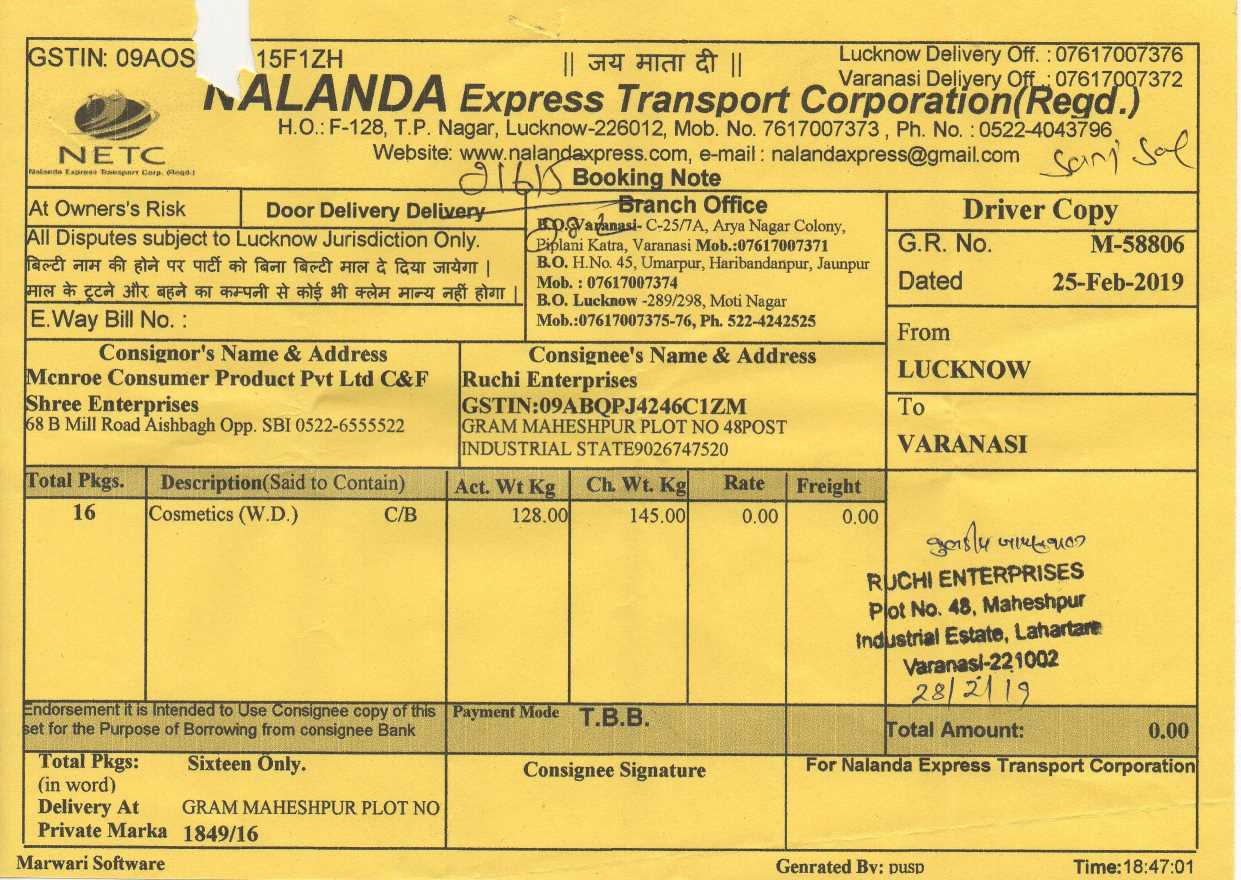 GSTIN: 09AOS 15F1ZH
|| जय माता दी ||
Lucknow Delivery Off. : 07617007376
Varanasi Delivery Off. : 07617007372
NALANDA Express Transport Corporation(Regd.)
H.O.: F-128, T.P. Nagar, Lucknow-226012, Mob. No. 7617007373 , Ph. No. : 0522-4043796
Website: www.nalandaxpress.com, e-mail : nalandaxpress@gmail.com
NETC
Nalanda Express Transport Corp. (Regd.)
Booking Note
At Owners's Risk
Door Delivery Delivery
All Disputes subject to Lucknow Jurisdiction Only.
बिल्टी नाम की होने पर पार्टी को बिना बिल्टी माल दे दिया जायेगा |
माल के टूटने और बहने का कम्पनी से कोई भी क्लेम मान्य नहीं होगा |
E.Way Bill No. :
Branch Office
B.O. Varanasi- C-25/7A, Arya Nagar Colony,
Piplani Katra, Varanasi Mob.:07617007371
B.O. H.No. 45, Umarpur, Haribandanpur, Jaunpur
Mob. : 07617007374
B.O. Lucknow -289/298, Moti Nagar
Mob.:07617007375-76, Ph. 522-4242525
Driver Copy
G.R. No. M-58806
Dated 25-Feb-2019
From
LUCKNOW
To
VARANASI
Consignor's Name & Address
Mcnroe Consumer Product Pvt Ltd C&F
Shree Enterprises
68 B Mill Road Aishbagh Opp. SBI 0522-6555522
Consignee's Name & Address
Ruchi Enterprises
GSTIN:09ABQPJ4246C1ZM
GRAM MAHESHPUR PLOT NO 48POST
INDUSTRIAL STATE9026747520
Total Pkgs. Description(Said to Contain) Act. Wt Kg Ch. Wt. Kg Rate Freight
16 Cosmetics (W.D.) C/B 128.00 145.00 0.00 0.00
RUCHI ENTERPRISES
Plot No. 48, Maheshpur
Industrial Estate, Lahartara
Varanasi-221002
28/2/19
Endorsement it is Intended to Use Consignee copy of this
set for the Purpose of Borrowing from consignee Bank
Payment Mode T.B.B.
Total Amount: 0.00
Total Pkgs: Sixteen Only.
(in word)
Delivery At GRAM MAHESHPUR PLOT NO
Private Marka 1849/16
Consignee Signature
For Nalanda Express Transport Corporation
Marwari Software
Genrated By: pusp
Time:18:47:01